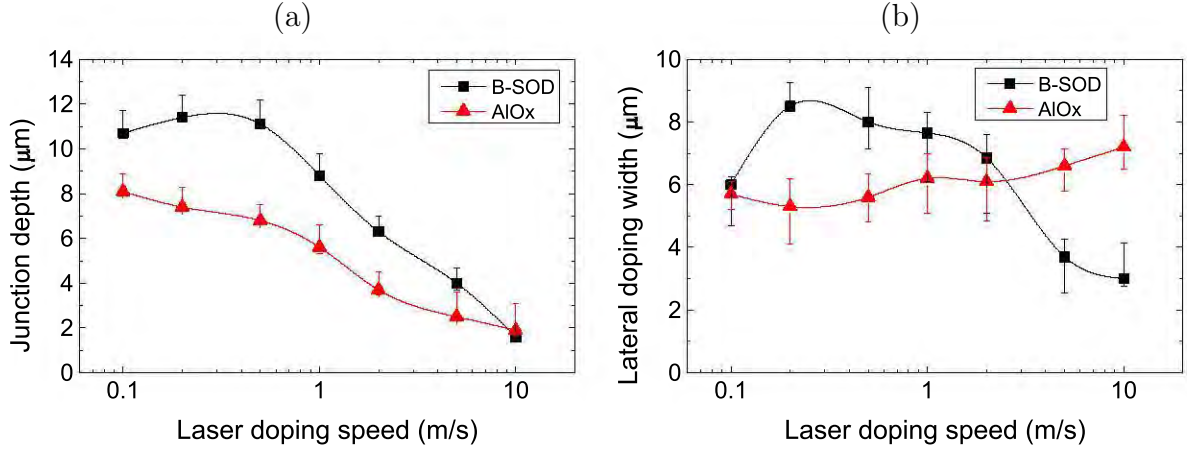 (a)
14
12
10
8
6
4
2
0
Junction depth (μm)
B-SOD
AlOx
0.1
1
10
Laser doping speed (m/s)
(b)
10
8
6
4
2
0
Lateral doping width (μm)
B-SOD
AlOx
0.1
1
10
Laser doping speed (m/s)